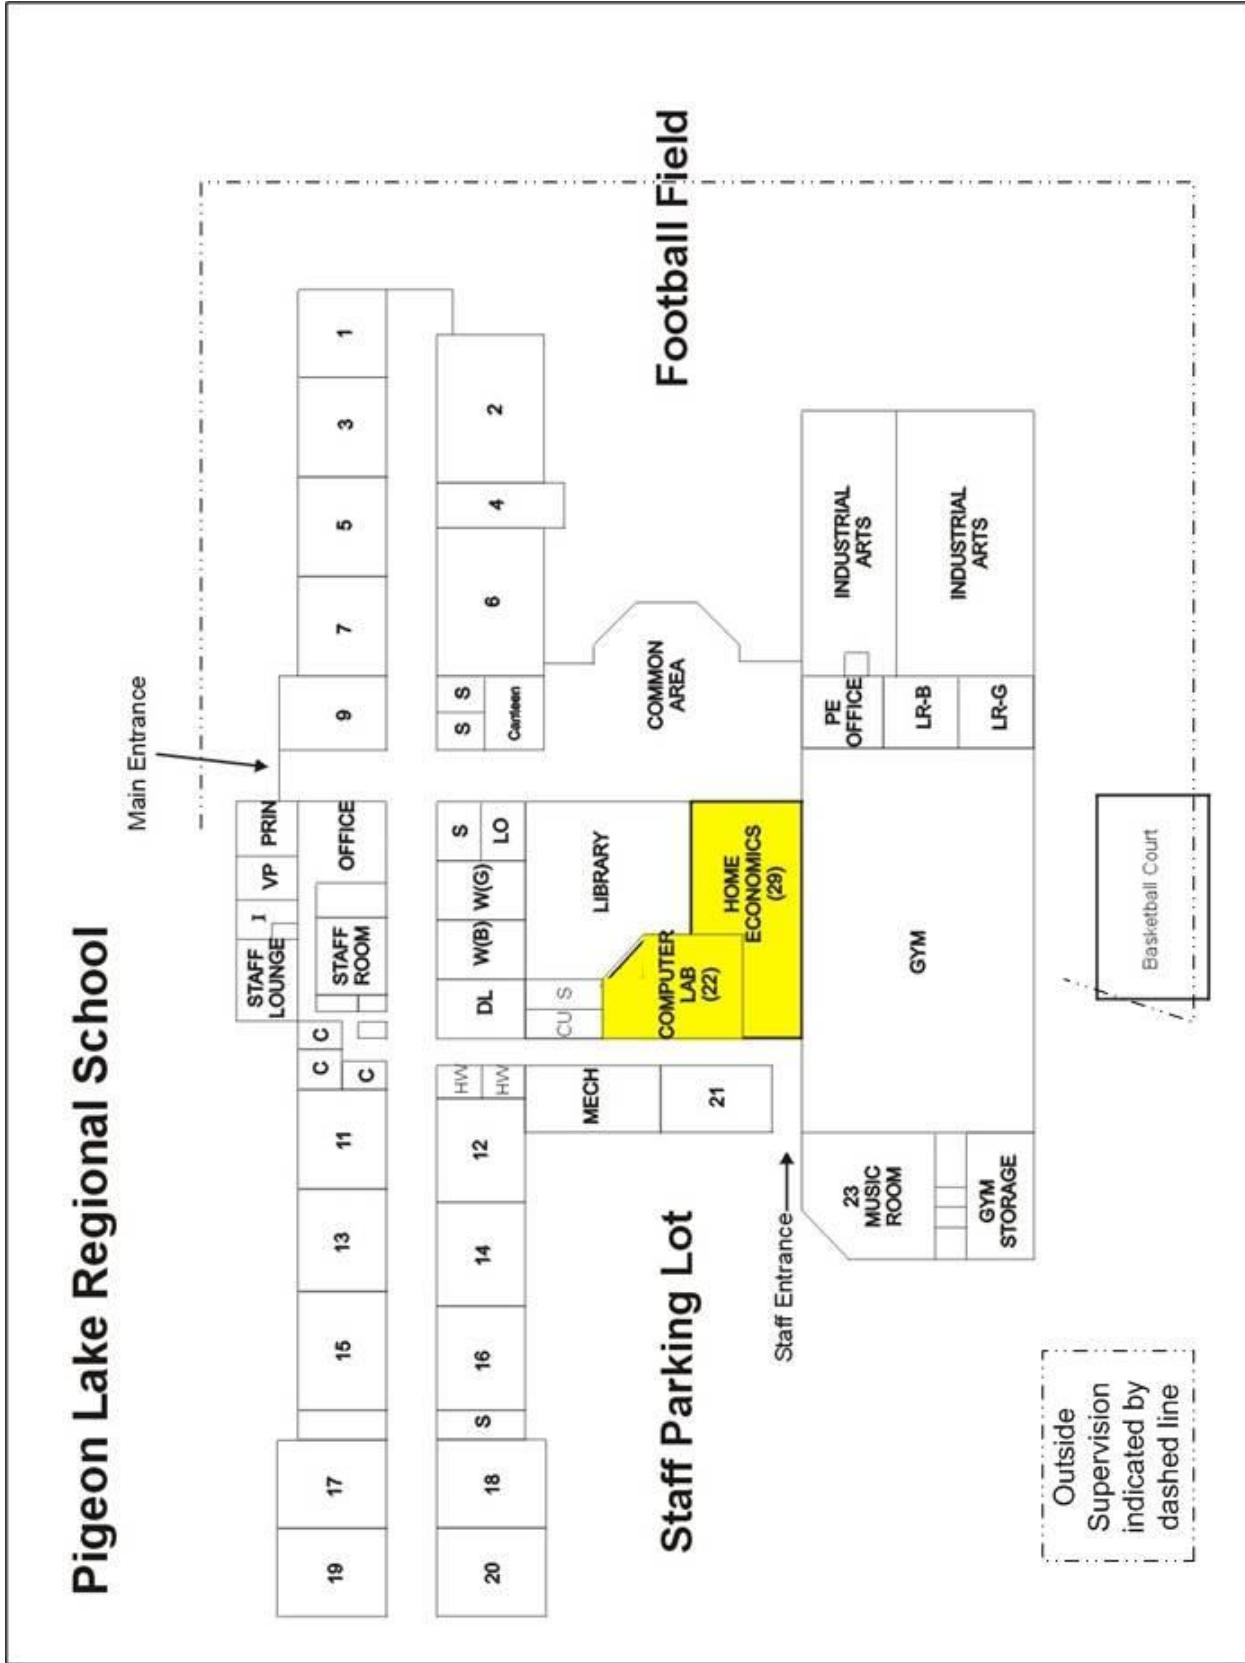 Pigeon Lake Regional School
Main Entrance
STAFF
LOUNGE
I
VP
PRIN
19
17
15
13
11
C
C
C
STAFF
ROOM
OFFICE
9
7
5
3
1
20
18
S
16
14
12
HW
HW
DL
W(B)
W(G)
S
LO
S
S
Canteen
6
4
2
MECH
21
CU
S
LIBRARY
COMPUTER
LAB
(22)
HOME
ECONOMICS
(29)
COMMON
AREA
Staff Parking Lot
Football Field
Staff Entrance
23
MUSIC
ROOM
GYM
STORAGE
GYM
PE
OFFICE
LR-B
LR-G
INDUSTRIAL
ARTS
INDUSTRIAL
ARTS
Outside
Supervision
indicated by
dashed line
Basketball Court